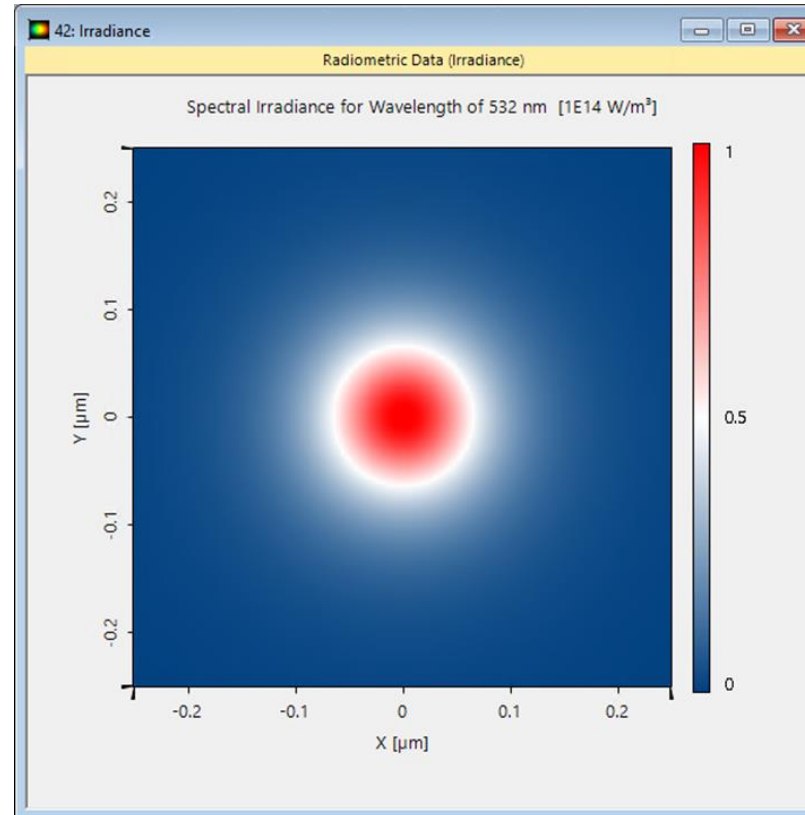 42: Irradiance
Radiometric Data (Irradiance)
Spectral Irradiance for Wavelength of 532 nm [1E14 W/m³]
1
0.5
0
Y [µm]
0.2
0.1
0
-0.1
-0.2
-0.2 -0.1 0 0.1 0.2
X [µm]